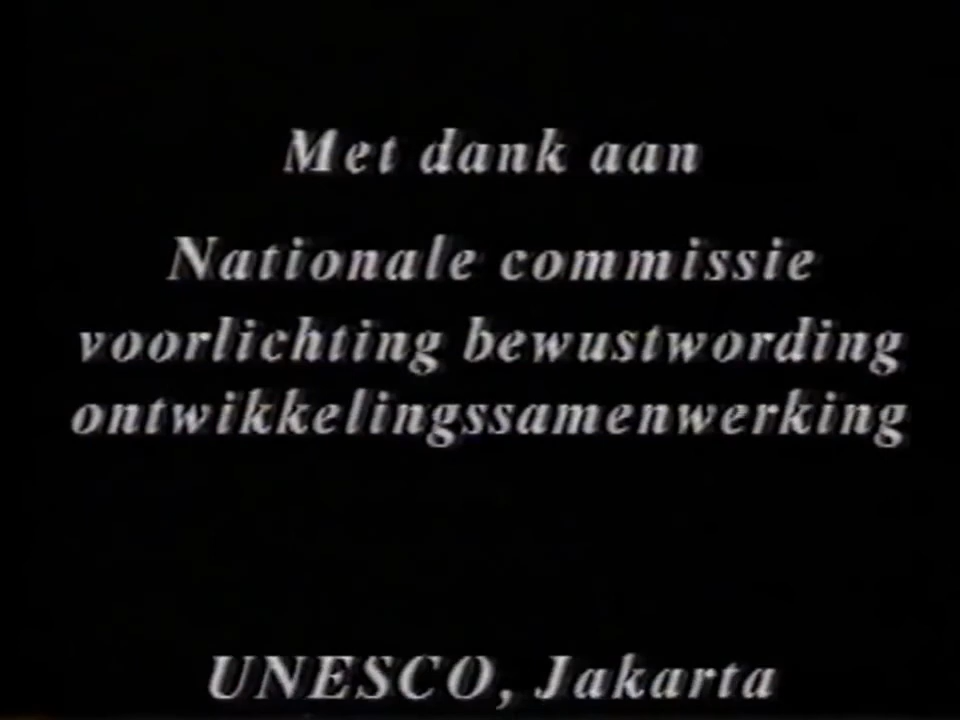 Met dank aan
Nationale commissie
voorlichting bewustwording
ontwikkelingssamenwerking
UNESCO, Jakarta